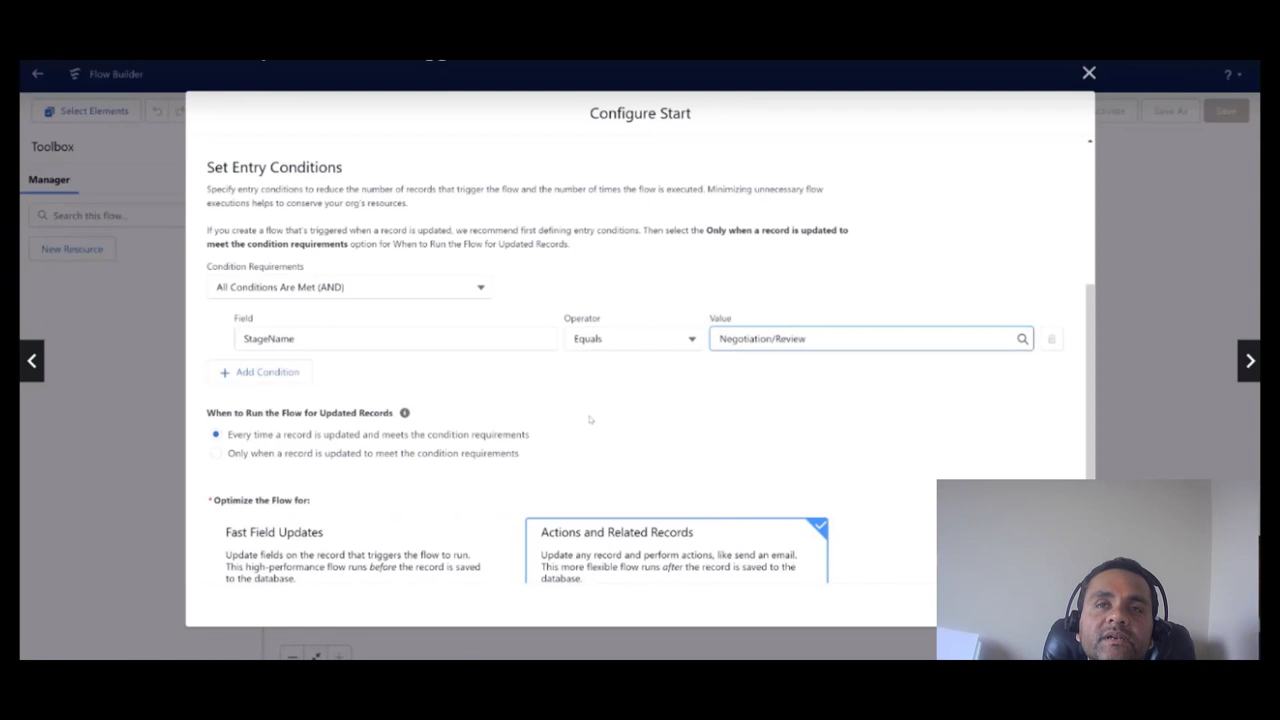 Flow Builder
?
Select Elements
Save As
Save
Configure Start
Toolbox
Manager
Search this flow...
New Resource
Set Entry Conditions
Specify entry conditions to reduce the number of records that trigger the flow and the number of times the flow is executed. Minimizing unnecessary flow
executions helps to conserve your org's resources.
If you create a flow that's triggered when a record is updated, we recommend first defining entry conditions. Then select the Only when a record is updated to
meet the condition requirements option for When to Run the Flow for Updated Records.
Condition Requirements
All Conditions Are Met (AND)
Field Operator Value
StageName Equals Negotiation/Review
+ Add Condition
When to Run the Flow for Updated Records
Every time a record is updated and meets the condition requirements
Only when a record is updated to meet the condition requirements
*Optimize the Flow for:
Fast Field Updates
Update fields on the record that triggers the flow to run.
This high-performance flow runs before the record is saved
to the database.
Actions and Related Records
Update any record and perform actions, like send an email.
This more flexible flow runs after the record is saved to the
database.